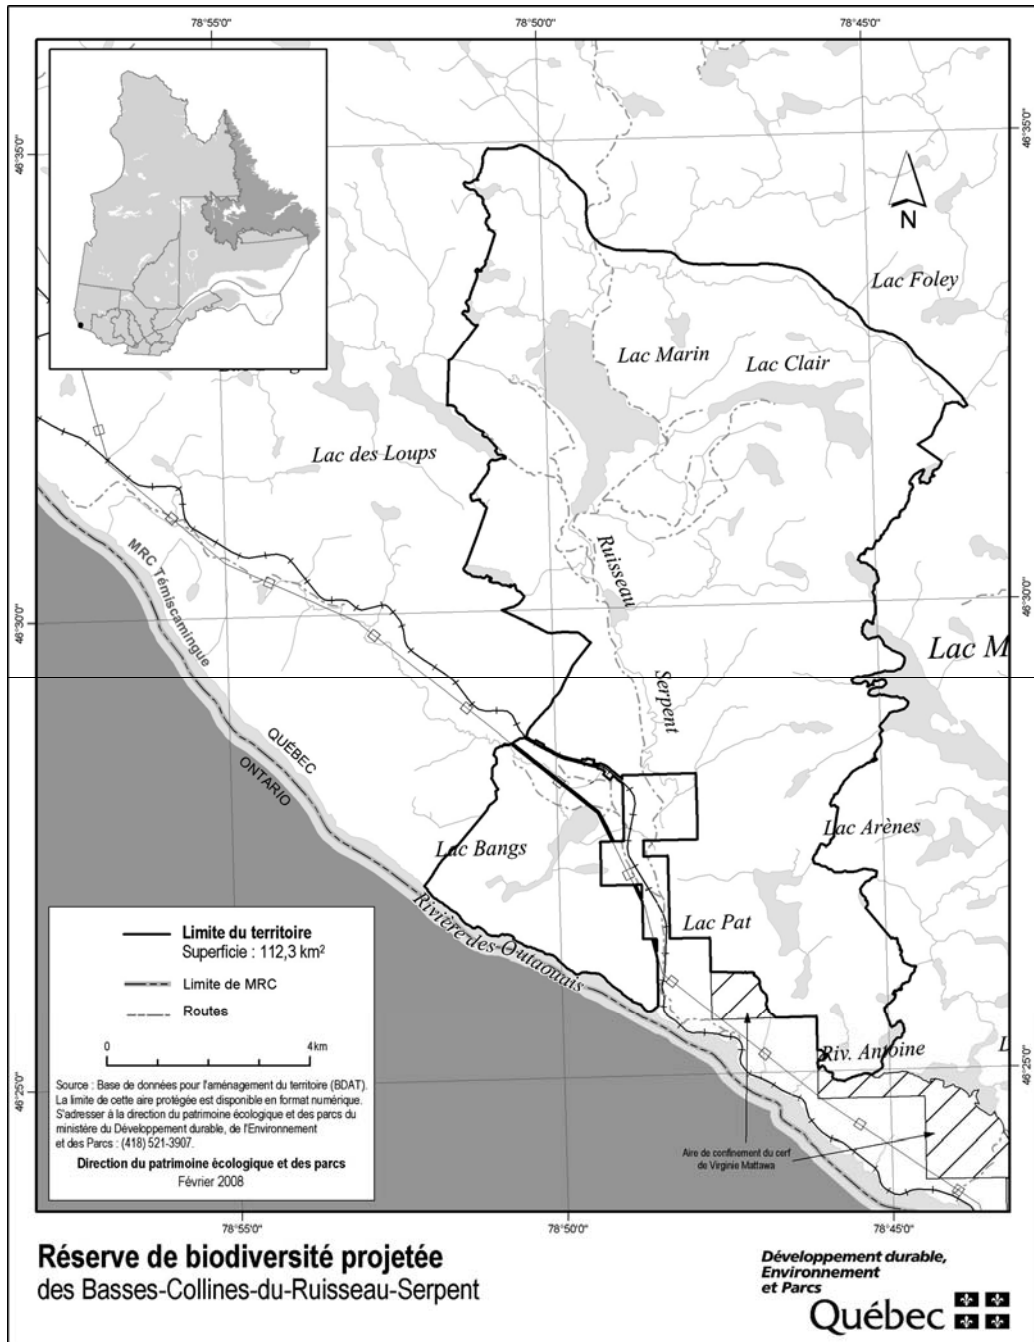 78°55'0"
78°50'0"
78°45'0"
46°35'0"
46°35'0"
N
Lac Foley
Lac Marin
Lac Clair
Lac des Loups
Ruisseau
Serpent
46°30'0"
46°30'0"
MRC Témiscamingue
Lac M
QUÉBEC
ONTARIO
Lac Arènes
Lac Bangs
Rivière des Outaouais
Lac Pat
Riv. Antoine
L
46°25'0"
46°25'0"
Aire de confinement du cerf
de Virginie Mattawa
Limite du territoire
Superficie : 112,3 km²
Limite de MRC
Routes
0
4 km
Source : Base de données pour l'aménagement du territoire (BDAT).
La limite de cette aire protégée est disponible en format numérique.
S'adresser à la direction du patrimoine écologique et des parcs du
ministère du Développement durable, de l'Environnement
et des Parcs : (418) 521-3907.
Direction du patrimoine écologique et des parcs
Février 2008
78°55'0"
78°50'0"
78°45'0"
Réserve de biodiversité projetée
des Basses-Collines-du-Ruisseau-Serpent
Développement durable,
Environnement
et Parcs
Québec